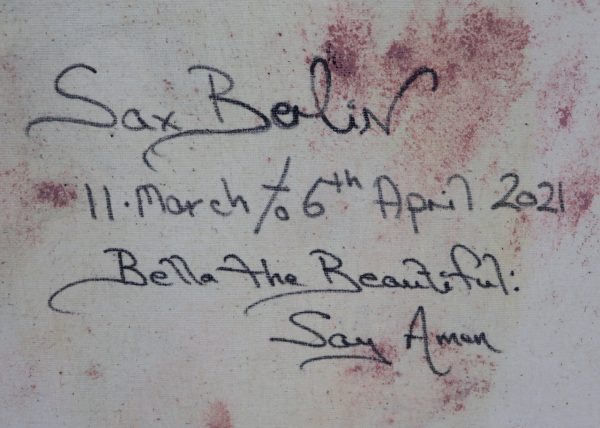 Sax Berlin
11. March to 6th April 2021
Bella the Beautiful:
Say Amen